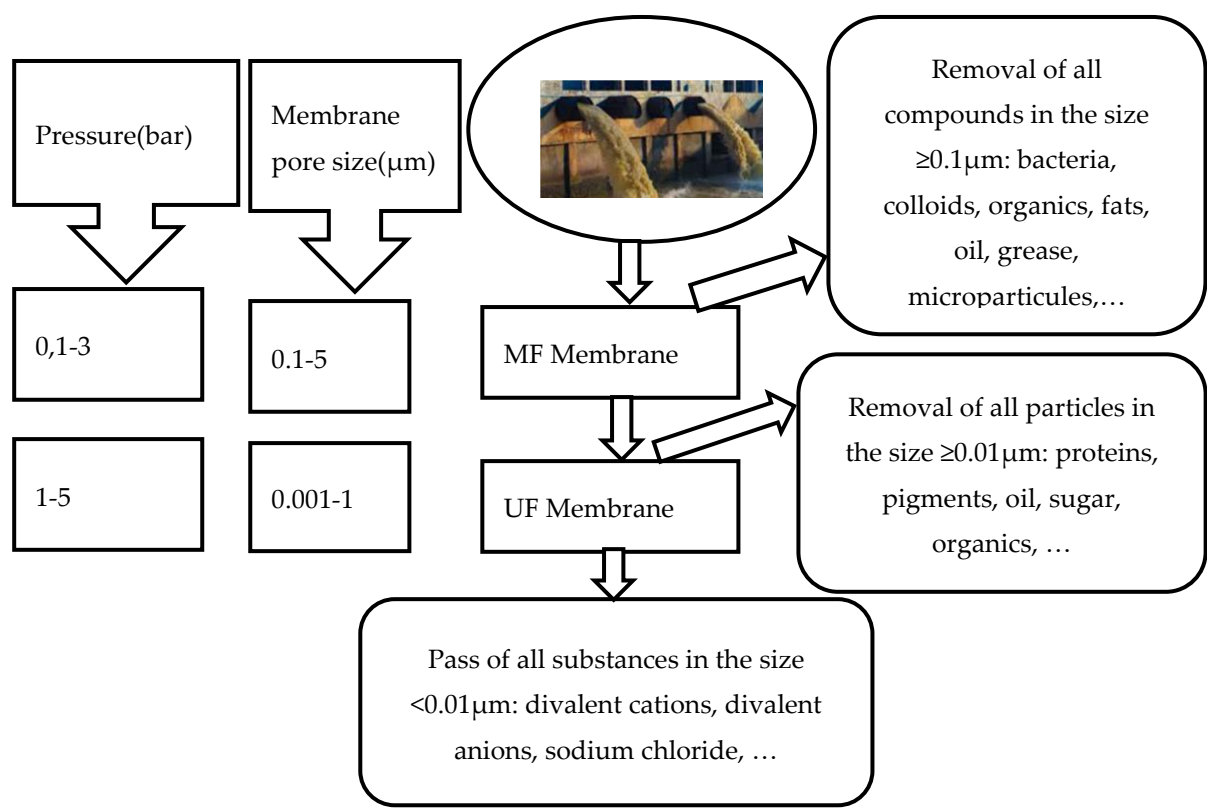 Pressure(bar)
Membrane
pore size(μm)
Removal of all
compounds in the size
≥0.1μm: bacteria,
colloids, organics, fats,
oil, grease,
microparticules,…
0,1-3
0.1-5
MF Membrane
Removal of all particles in
the size ≥0.01μm: proteins,
pigments, oil, sugar,
organics, …
1-5
0.001-1
UF Membrane
Pass of all substances in the size
<0.01μm: divalent cations, divalent
anions, sodium chloride, …